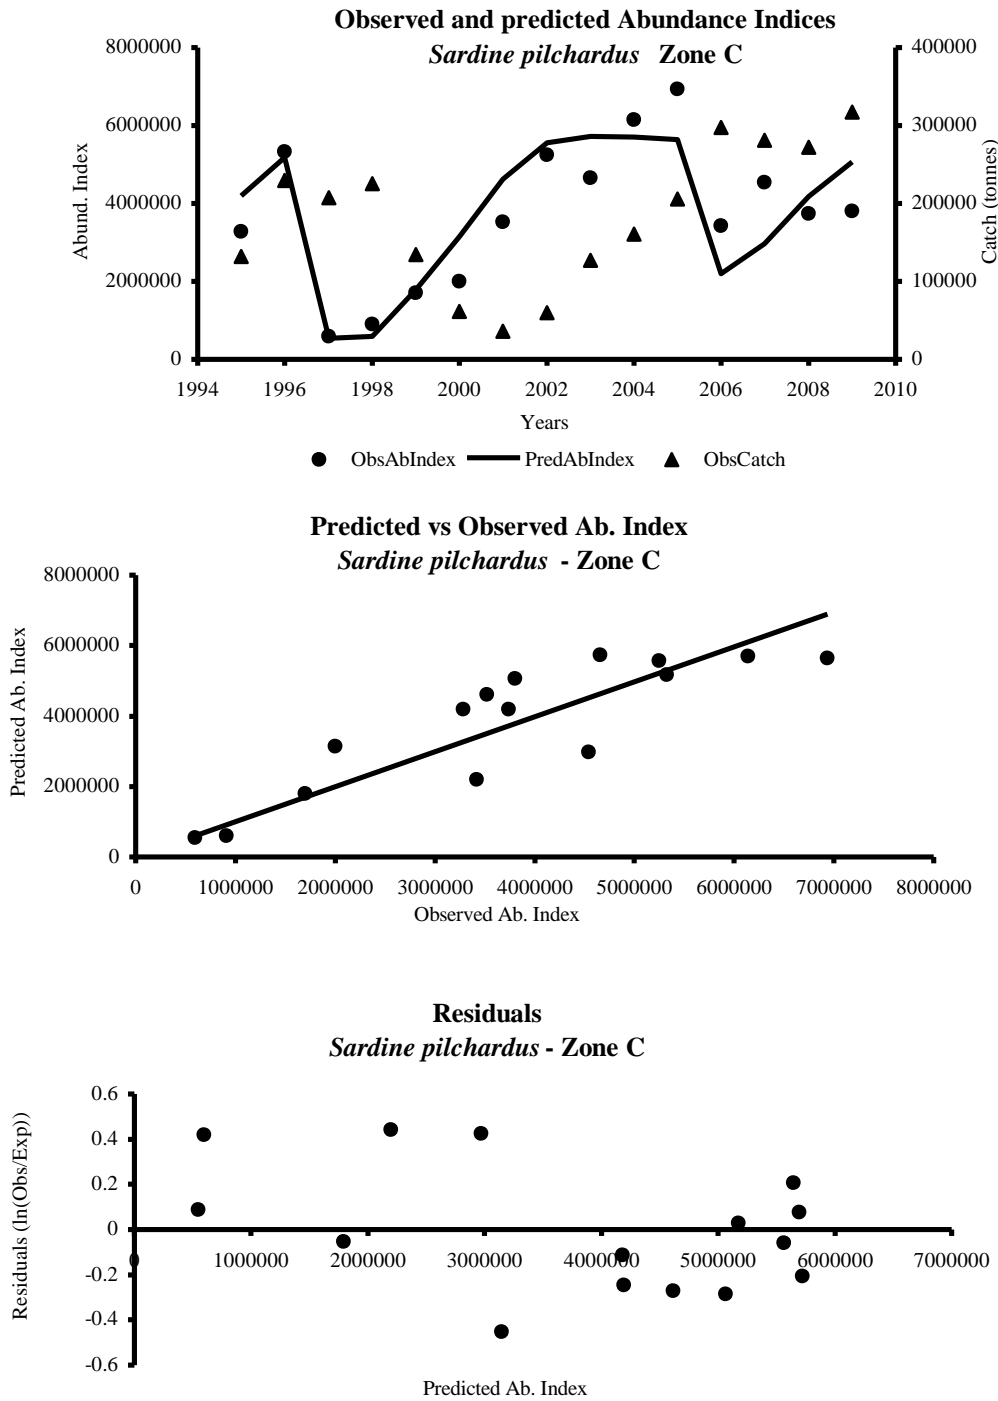 Observed and predicted Abundance Indices
Sardine pilchardus Zone C
8000000
6000000
4000000
2000000
0
Abund. Index
400000
300000
200000
100000
0
Catch (tonnes)
1994 1996 1998 2000 2002 2004 2006 2008 2010
Years
ObsAbIndex PredAbIndex ObsCatch
Predicted vs Observed Ab. Index
Sardine pilchardus - Zone C
8000000
6000000
4000000
2000000
0
Predicted Ab. Index
0 1000000 2000000 3000000 4000000 5000000 6000000 7000000 8000000
Observed Ab. Index
Residuals
Sardine pilchardus - Zone C
0.6
0.4
0.2
0
-0.2
-0.4
-0.6
Residuals (ln(Obs/Exp))
0 1000000 2000000 3000000 4000000 5000000 6000000 7000000
Predicted Ab. Index